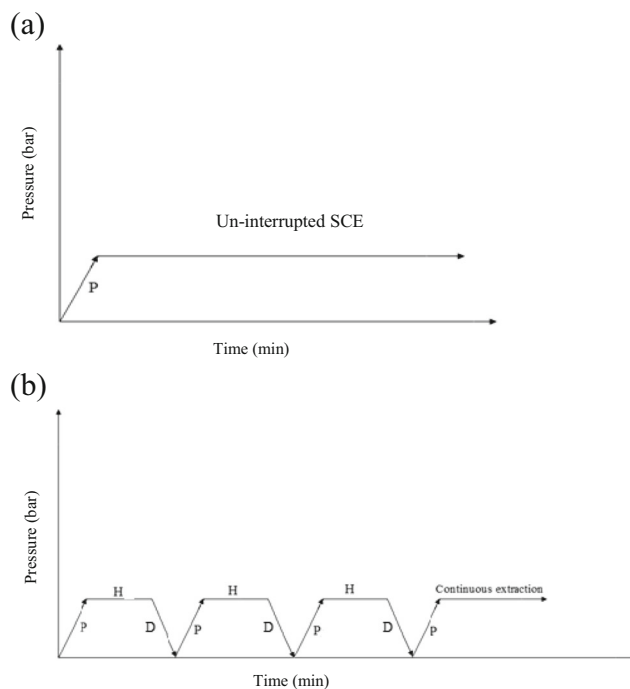 (a)
Pressure (bar)
Un-interrupted SCE
P
Time (min)
(b)
Pressure (bar)
H H H Continuous extraction
P D P D P D P
Time (min)